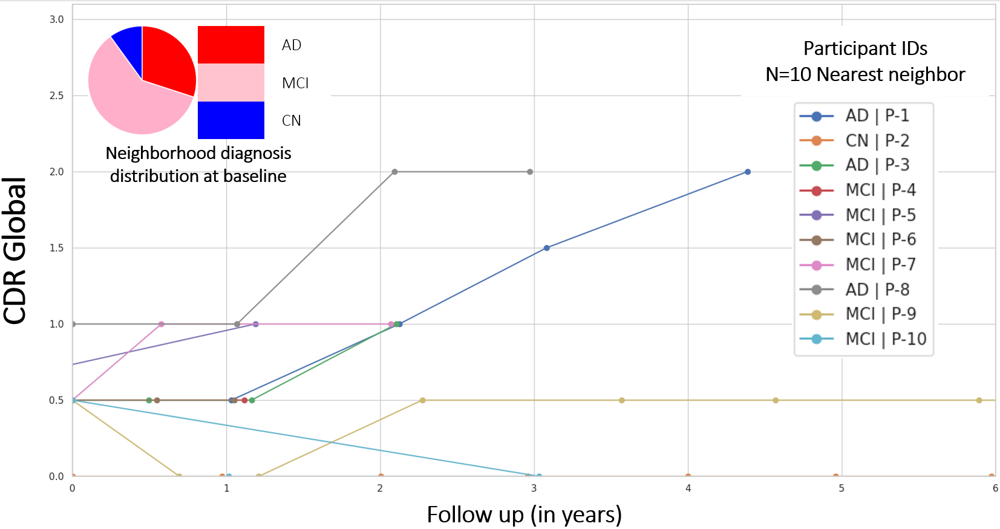 3.0
2.5
2.0
1.5
1.0
0.5
0.0
CDR Global
AD
MCI
CN
Neighborhood diagnosis
distribution at baseline
Participant IDs
N=10 Nearest neighbor
AD | P-1
CN | P-2
AD | P-3
MCI | P-4
MCI | P-5
MCI | P-6
MCI | P-7
AD | P-8
MCI | P-9
MCI | P-10
0 1 2 3 4 5 6
Follow up (in years)